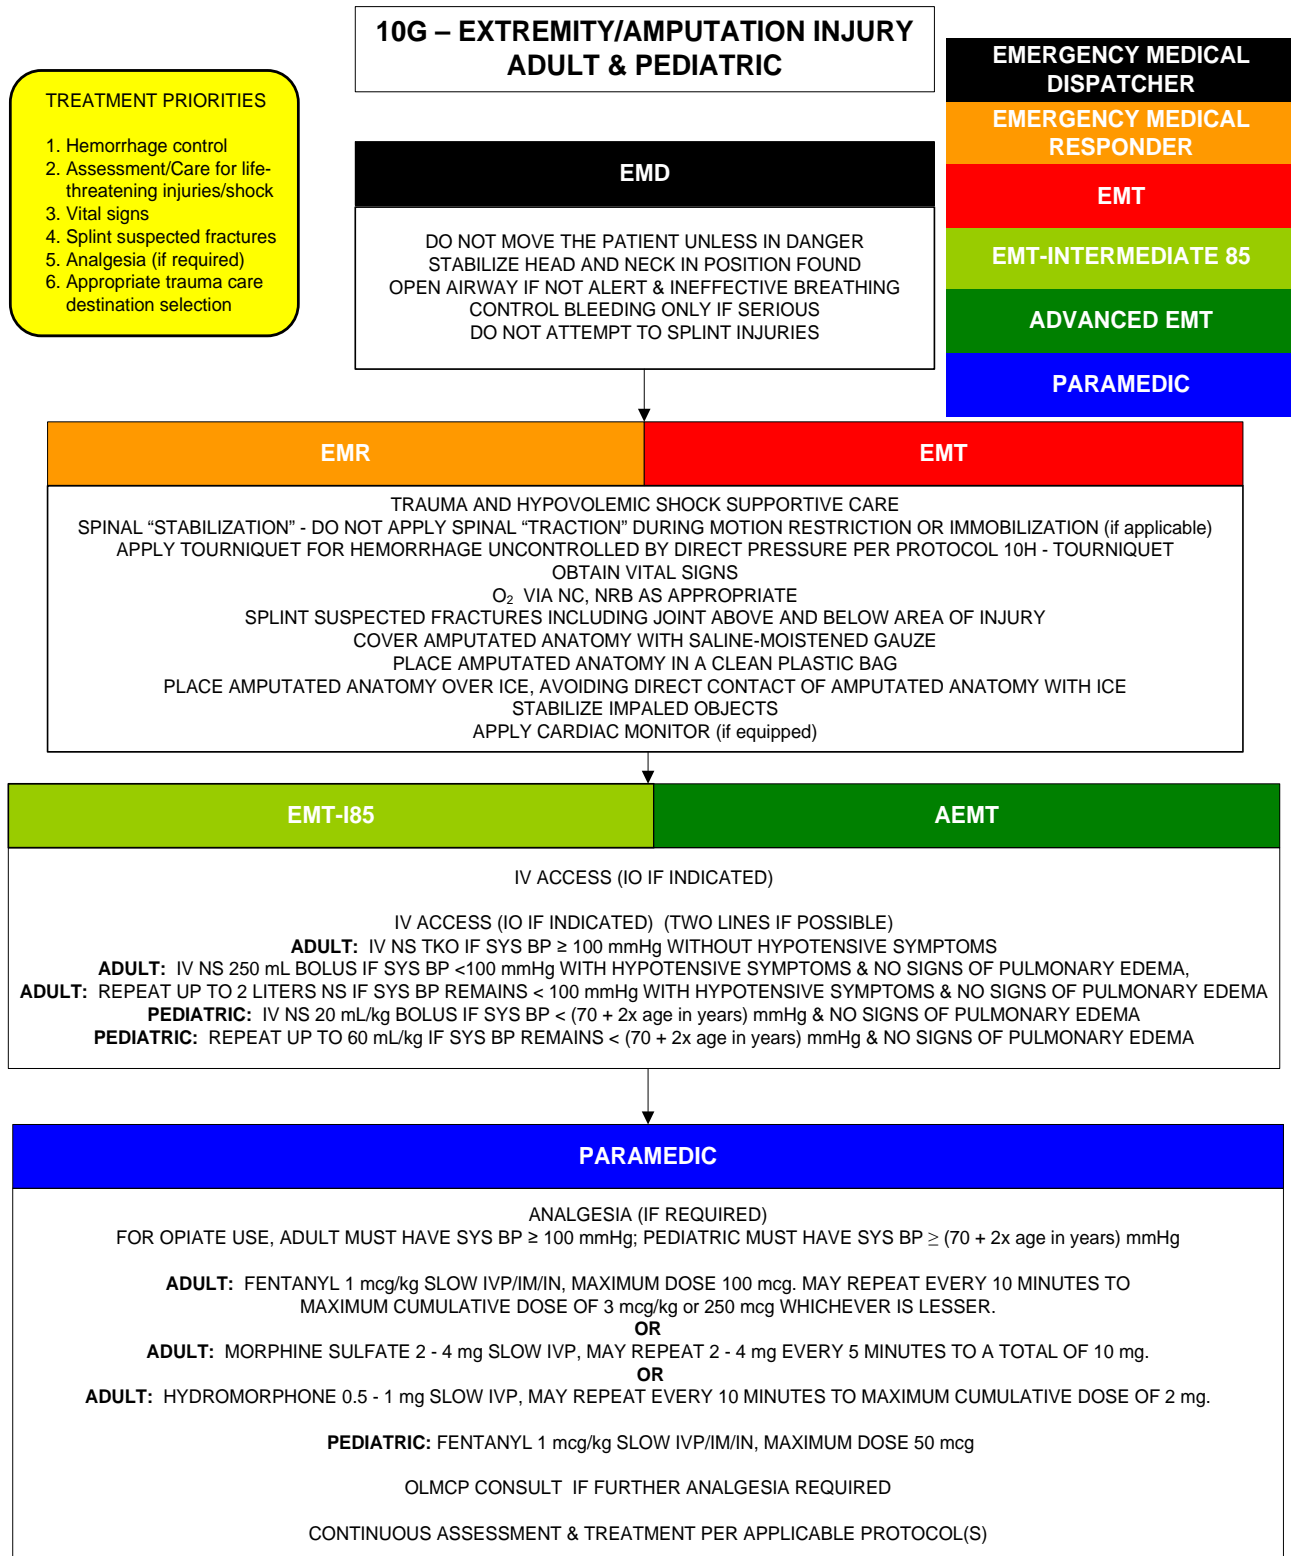 10G – EXTREMITY/AMPUTATION INJURY
ADULT & PEDIATRIC
TREATMENT PRIORITIES
1. Hemorrhage control
2. Assessment/Care for life-
threatening injuries/shock
3. Vital signs
4. Splint suspected fractures
5. Analgesia (if required)
6. Appropriate trauma care
destination selection
EMERGENCY MEDICAL
DISPATCHER
EMERGENCY MEDICAL
RESPONDER
EMT
EMT-INTERMEDIATE 85
ADVANCED EMT
PARAMEDIC
EMD
DO NOT MOVE THE PATIENT UNLESS IN DANGER
STABILIZE HEAD AND NECK IN POSITION FOUND
OPEN AIRWAY IF NOT ALERT & INEFFECTIVE BREATHING
CONTROL BLEEDING ONLY IF SERIOUS
DO NOT ATTEMPT TO SPLINT INJURIES
EMR
EMT
TRAUMA AND HYPOVOLEMIC SHOCK SUPPORTIVE CARE
SPINAL “STABILIZATION” - DO NOT APPLY SPINAL “TRACTION” DURING MOTION RESTRICTION OR IMMOBILIZATION (if applicable)
APPLY TOURNIQUET FOR HEMORRHAGE UNCONTROLLED BY DIRECT PRESSURE PER PROTOCOL 10H - TOURNIQUET
OBTAIN VITAL SIGNS
O₂ VIA NC, NRB AS APPROPRIATE
SPLINT SUSPECTED FRACTURES INCLUDING JOINT ABOVE AND BELOW AREA OF INJURY
COVER AMPUTATED ANATOMY WITH SALINE-MOISTENED GAUZE
PLACE AMPUTATED ANATOMY IN A CLEAN PLASTIC BAG
PLACE AMPUTATED ANATOMY OVER ICE, AVOIDING DIRECT CONTACT OF AMPUTATED ANATOMY WITH ICE
STABILIZE IMPALED OBJECTS
APPLY CARDIAC MONITOR (if equipped)
EMT-I85
AEMT
IV ACCESS (IO IF INDICATED)
IV ACCESS (IO IF INDICATED) (TWO LINES IF POSSIBLE)
ADULT: IV NS TKO IF SYS BP ≥ 100 mmHg WITHOUT HYPOTENSIVE SYMPTOMS
ADULT: IV NS 250 mL BOLUS IF SYS BP <100 mmHg WITH HYPOTENSIVE SYMPTOMS & NO SIGNS OF PULMONARY EDEMA,
ADULT: REPEAT UP TO 2 LITERS NS IF SYS BP REMAINS < 100 mmHg WITH HYPOTENSIVE SYMPTOMS & NO SIGNS OF PULMONARY EDEMA
PEDIATRIC: IV NS 20 mL/kg BOLUS IF SYS BP < (70 + 2x age in years) mmHg & NO SIGNS OF PULMONARY EDEMA
PEDIATRIC: REPEAT UP TO 60 mL/kg IF SYS BP REMAINS < (70 + 2x age in years) mmHg & NO SIGNS OF PULMONARY EDEMA
PARAMEDIC
ANALGESIA (IF REQUIRED)
FOR OPIATE USE, ADULT MUST HAVE SYS BP ≥ 100 mmHg; PEDIATRIC MUST HAVE SYS BP ≥ (70 + 2x age in years) mmHg
ADULT: FENTANYL 1 mcg/kg SLOW IVP/IM/IN, MAXIMUM DOSE 100 mcg. MAY REPEAT EVERY 10 MINUTES TO
MAXIMUM CUMULATIVE DOSE OF 3 mcg/kg or 250 mcg WHICHEVER IS LESSER.
OR
ADULT: MORPHINE SULFATE 2 - 4 mg SLOW IVP, MAY REPEAT 2 - 4 mg EVERY 5 MINUTES TO A TOTAL OF 10 mg.
OR
ADULT: HYDROMORPHONE 0.5 - 1 mg SLOW IVP, MAY REPEAT EVERY 10 MINUTES TO MAXIMUM CUMULATIVE DOSE OF 2 mg.
PEDIATRIC: FENTANYL 1 mcg/kg SLOW IVP/IM/IN, MAXIMUM DOSE 50 mcg
OLMCP CONSULT IF FURTHER ANALGESIA REQUIRED
CONTINUOUS ASSESSMENT & TREATMENT PER APPLICABLE PROTOCOL(S)